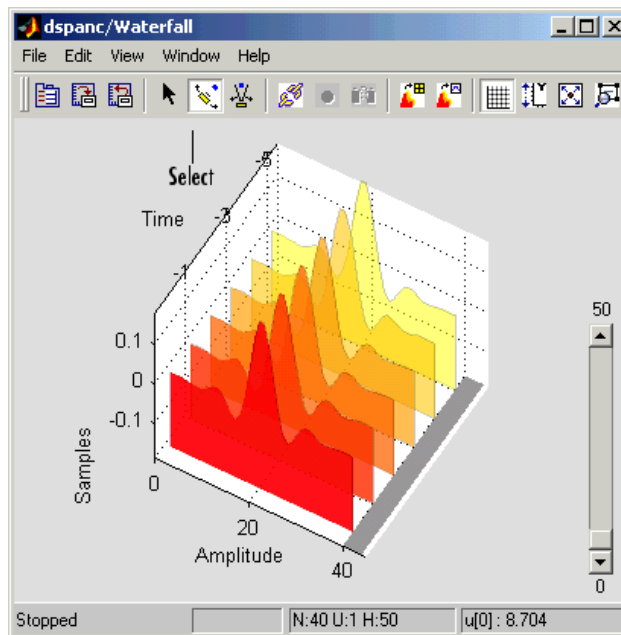 dspanc/Waterfall
File Edit View Window Help
Select
-5
-3
-1
Time
0.1
0
-0.1
Samples
0
20
40
Amplitude
50
0
Stopped
N:40 U:1 H:50
u[0] : 8.704